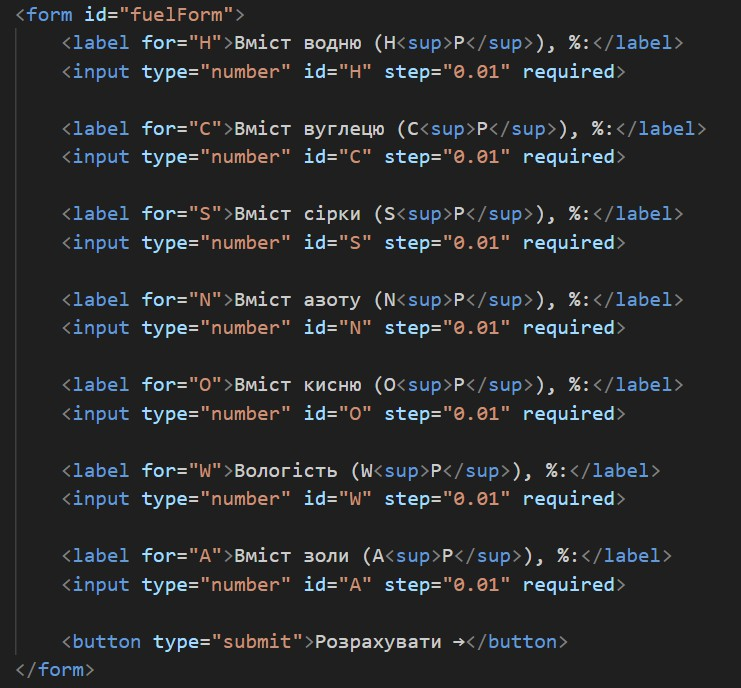 <form id="fuelForm">
<label for="H">Вміст водню (H<sup>P</sup>), %:</label>
<input type="number" id="H" step="0.01" required>
<label for="C">Вміст вуглецю (C<sup>P</sup>), %:</label>
<input type="number" id="C" step="0.01" required>
<label for="S">Вміст сірки (S<sup>P</sup>), %:</label>
<input type="number" id="S" step="0.01" required>
<label for="N">Вміст азоту (N<sup>P</sup>), %:</label>
<input type="number" id="N" step="0.01" required>
<label for="O">Вміст кисню (O<sup>P</sup>), %:</label>
<input type="number" id="O" step="0.01" required>
<label for="W">Вологість (W<sup>P</sup>), %:</label>
<input type="number" id="W" step="0.01" required>
<label for="A">Вміст золи (A<sup>P</sup>), %:</label>
<input type="number" id="A" step="0.01" required>
<button type="submit">Розрахувати →</button>
</form>